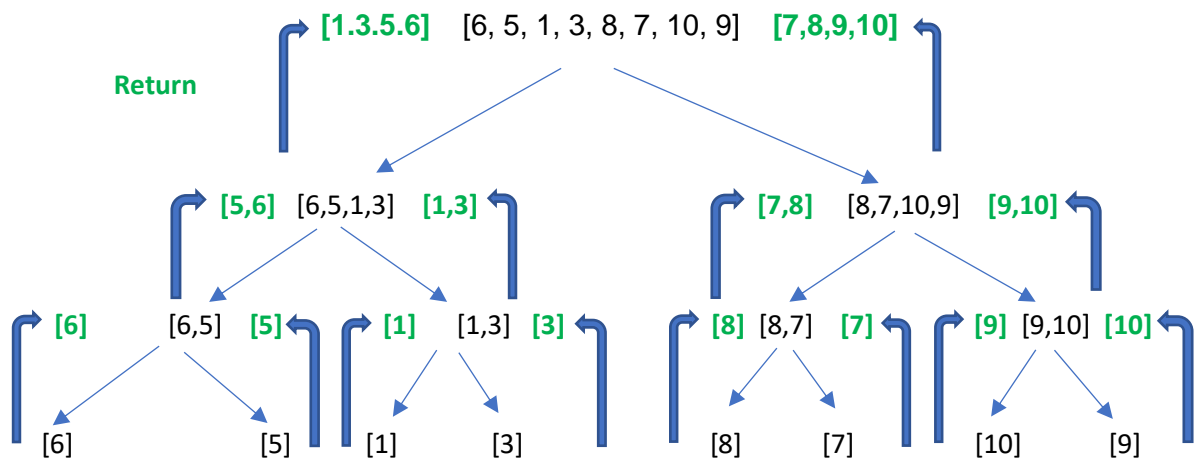 [1.3.5.6] [6, 5, 1, 3, 8, 7, 10, 9] [7,8,9,10]
Return
[5,6] [6,5,1,3] [1,3] [7,8] [8,7,10,9] [9,10]
[6] [6,5] [5] [1] [1,3] [3] [8] [8,7] [7] [9] [9,10] [10]
[6] [5] [1] [3] [8] [7] [10] [9]